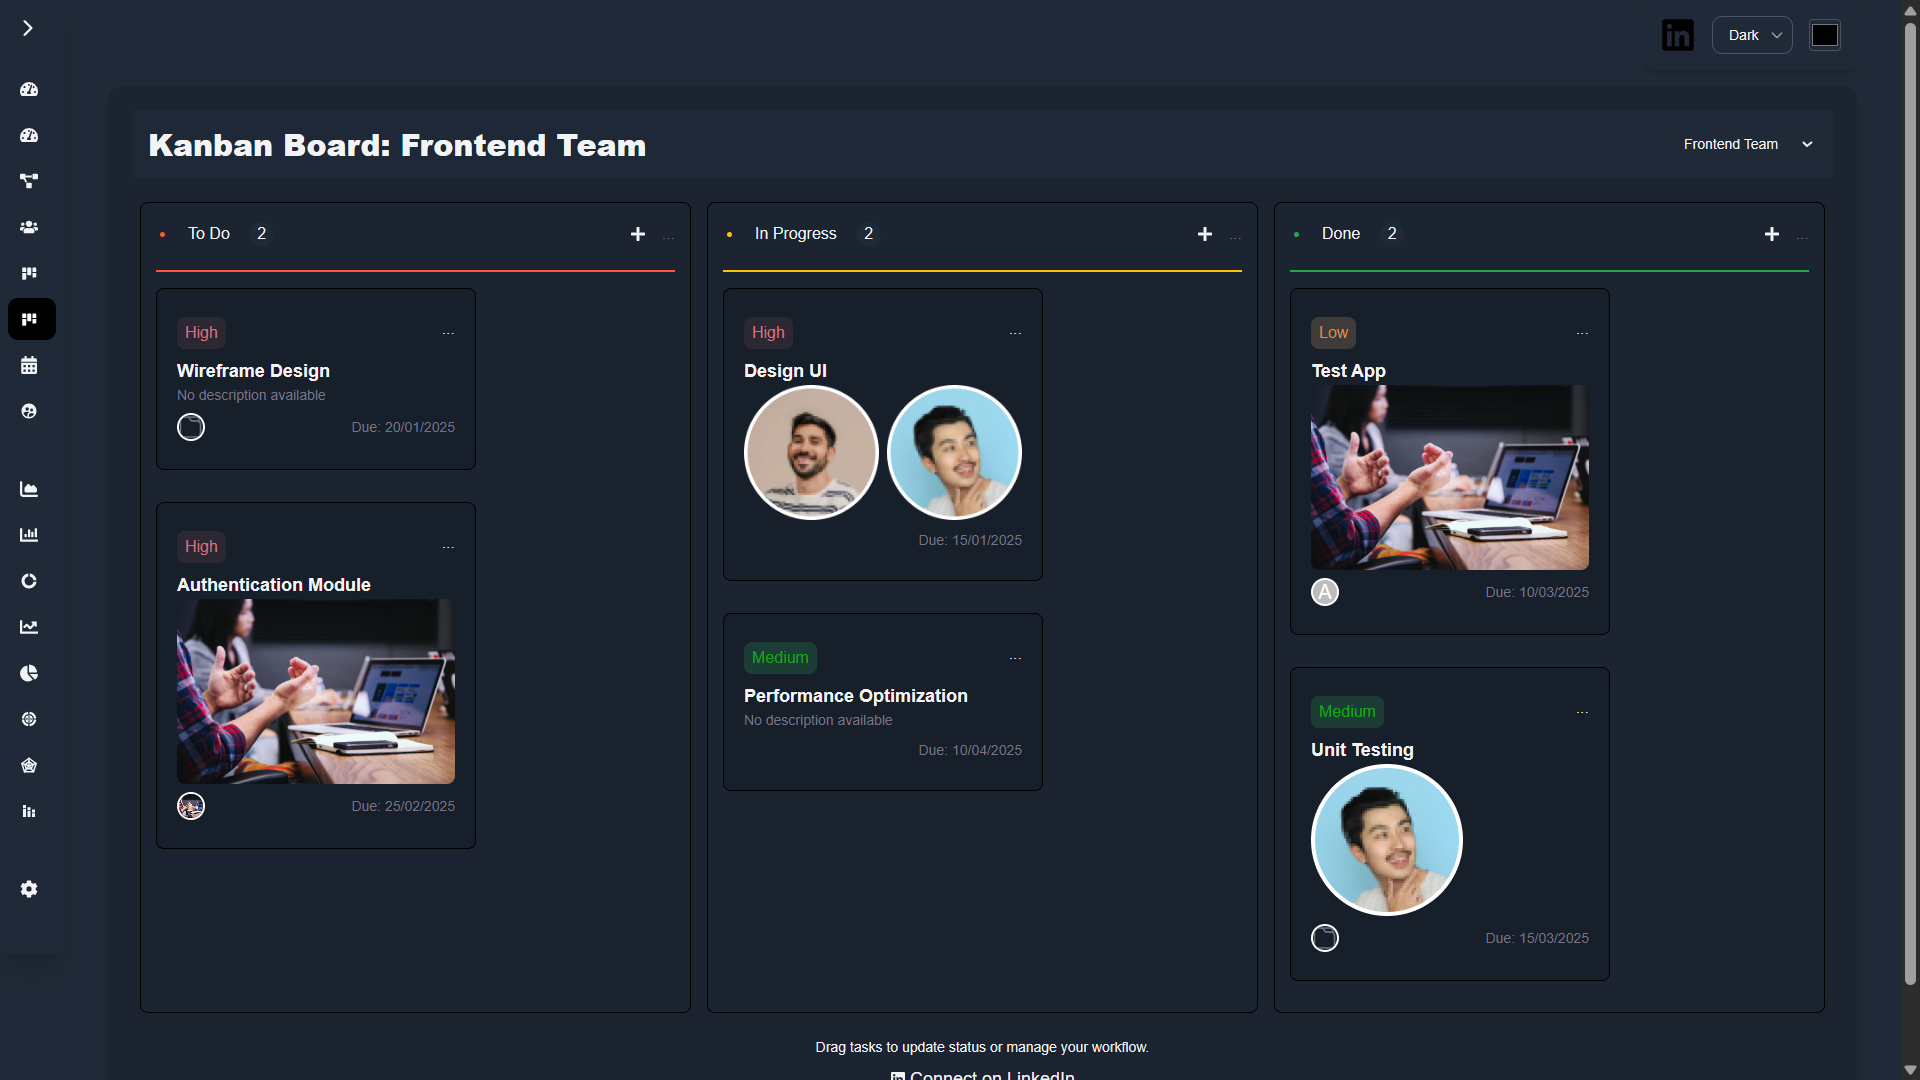 in
Dark
Kanban Board: Frontend Team
Frontend Team
To Do 2
...
High
...
Wireframe Design
No description available
Due: 20/01/2025
High
...
Authentication Module
Due: 25/02/2025
In Progress 2
...
High
...
Design UI
Due: 15/01/2025
Medium
...
Performance Optimization
No description available
Due: 10/04/2025
Done 2
...
Low
...
Test App
A
Due: 10/03/2025
Medium
...
Unit Testing
Due: 15/03/2025
Drag tasks to update status or manage your workflow.
in Connect on LinkedIn